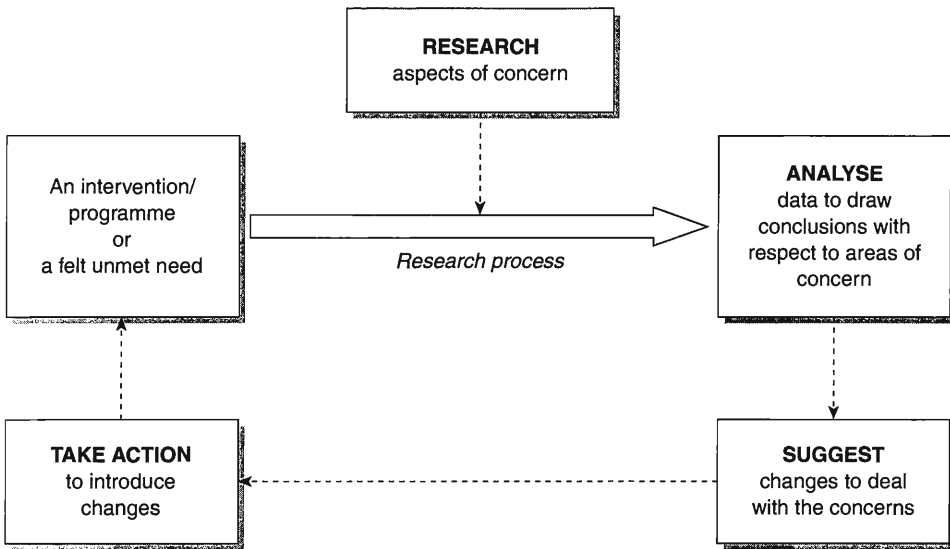 RESEARCH
aspects of concern
An intervention/
programme
or
a felt unmet need
Research process
ANALYSE
data to draw
conclusions with
respect to areas of
concern
TAKE ACTION
to introduce
changes
SUGGEST
changes to deal
with the concerns